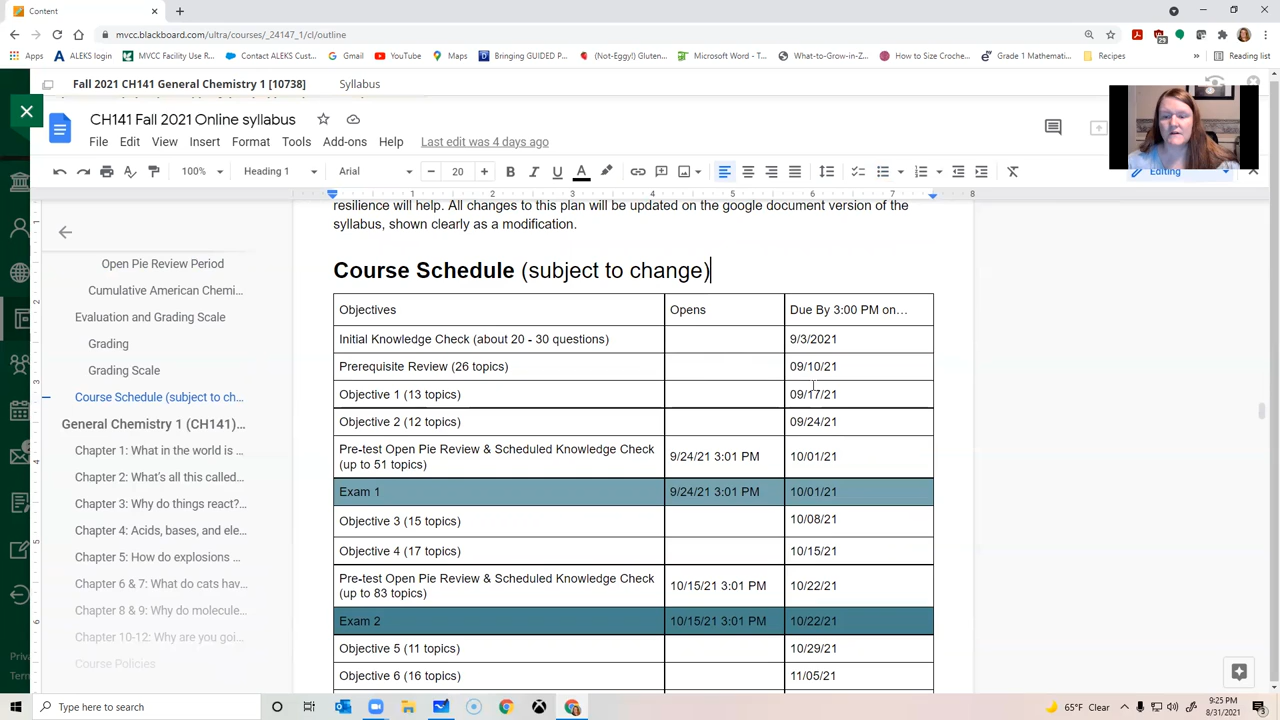 Content
mvcc.blackboard.com/ultra/courses/_24147_1/cl/outline
Apps ALEKS login MVCC Facility Use R... Contact ALEKS Cust... Gmail YouTube Maps Bringing GUIDED P... (Not-Eggy!) Gluten... Microsoft Word - T... What-to-Grow-in-Z... How to Size Crochet... Grade 1 Mathemati... Recipes » Reading list
Fall 2021 CH141 General Chemistry 1 [10738] Syllabus
CH141 Fall 2021 Online syllabus
File Edit View Insert Format Tools Add-ons Help Last edit was 4 days ago
100% Heading 1 Arial 20 Editing
1 2 3 4 5 6 7 8
resilience will help. All changes to this plan will be updated on the google document version of the
syllabus, shown clearly as a modification.
Open Pie Review Period
Cumulative American Chemi...
Evaluation and Grading Scale
Grading
Grading Scale
Course Schedule (subject to ch...
General Chemistry 1 (CH141)...
Chapter 1: What in the world is ...
Chapter 2: What's all this called...
Chapter 3: Why do things react?...
Chapter 4: Acids, bases, and ele...
Chapter 5: How do explosions ...
Chapter 6 & 7: What do cats hav...
Chapter 8 & 9: Why do molecule...
Chapter 10-12: Why are you goi...
Course Policies
Course Schedule (subject to change)
Objectives Opens Due By 3:00 PM on…
Initial Knowledge Check (about 20 - 30 questions) 9/3/2021
Prerequisite Review (26 topics) 09/10/21
Objective 1 (13 topics) 09/17/21
Objective 2 (12 topics) 09/24/21
Pre-test Open Pie Review & Scheduled Knowledge Check
(up to 51 topics) 9/24/21 3:01 PM 10/01/21
Exam 1 9/24/21 3:01 PM 10/01/21
Objective 3 (15 topics) 10/08/21
Objective 4 (17 topics) 10/15/21
Pre-test Open Pie Review & Scheduled Knowledge Check
(up to 83 topics) 10/15/21 3:01 PM 10/22/21
Exam 2 10/15/21 3:01 PM 10/22/21
Objective 5 (11 topics) 10/29/21
Objective 6 (16 topics) 11/05/21
Type here to search
65°F Clear
9:25 PM
8/31/2021